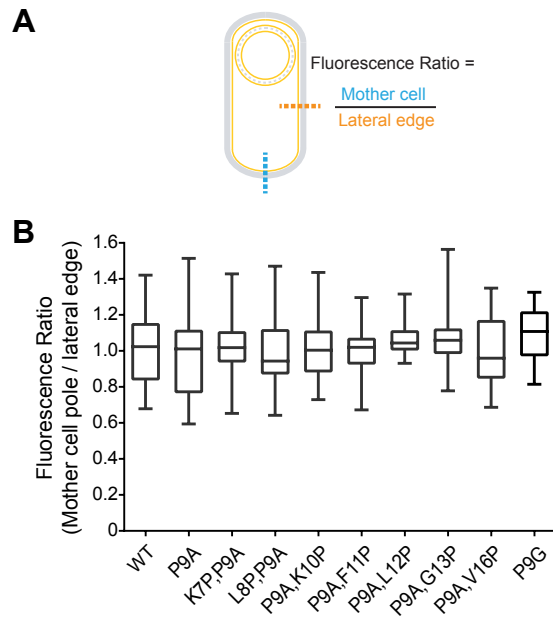 A
Fluorescence Ratio =
Mother cell
Lateral edge
B
Fluorescence Ratio
(Mother cell pole / lateral edge)
1.6
1.4
1.2
1.0
0.8
0.6
0.4
0.2
0
WT
P9A
K7P,P9A
L8P,P9A
P9A,K10P
P9A,F11P
P9A,L12P
P9A,G13P
P9A,V16P
P9G